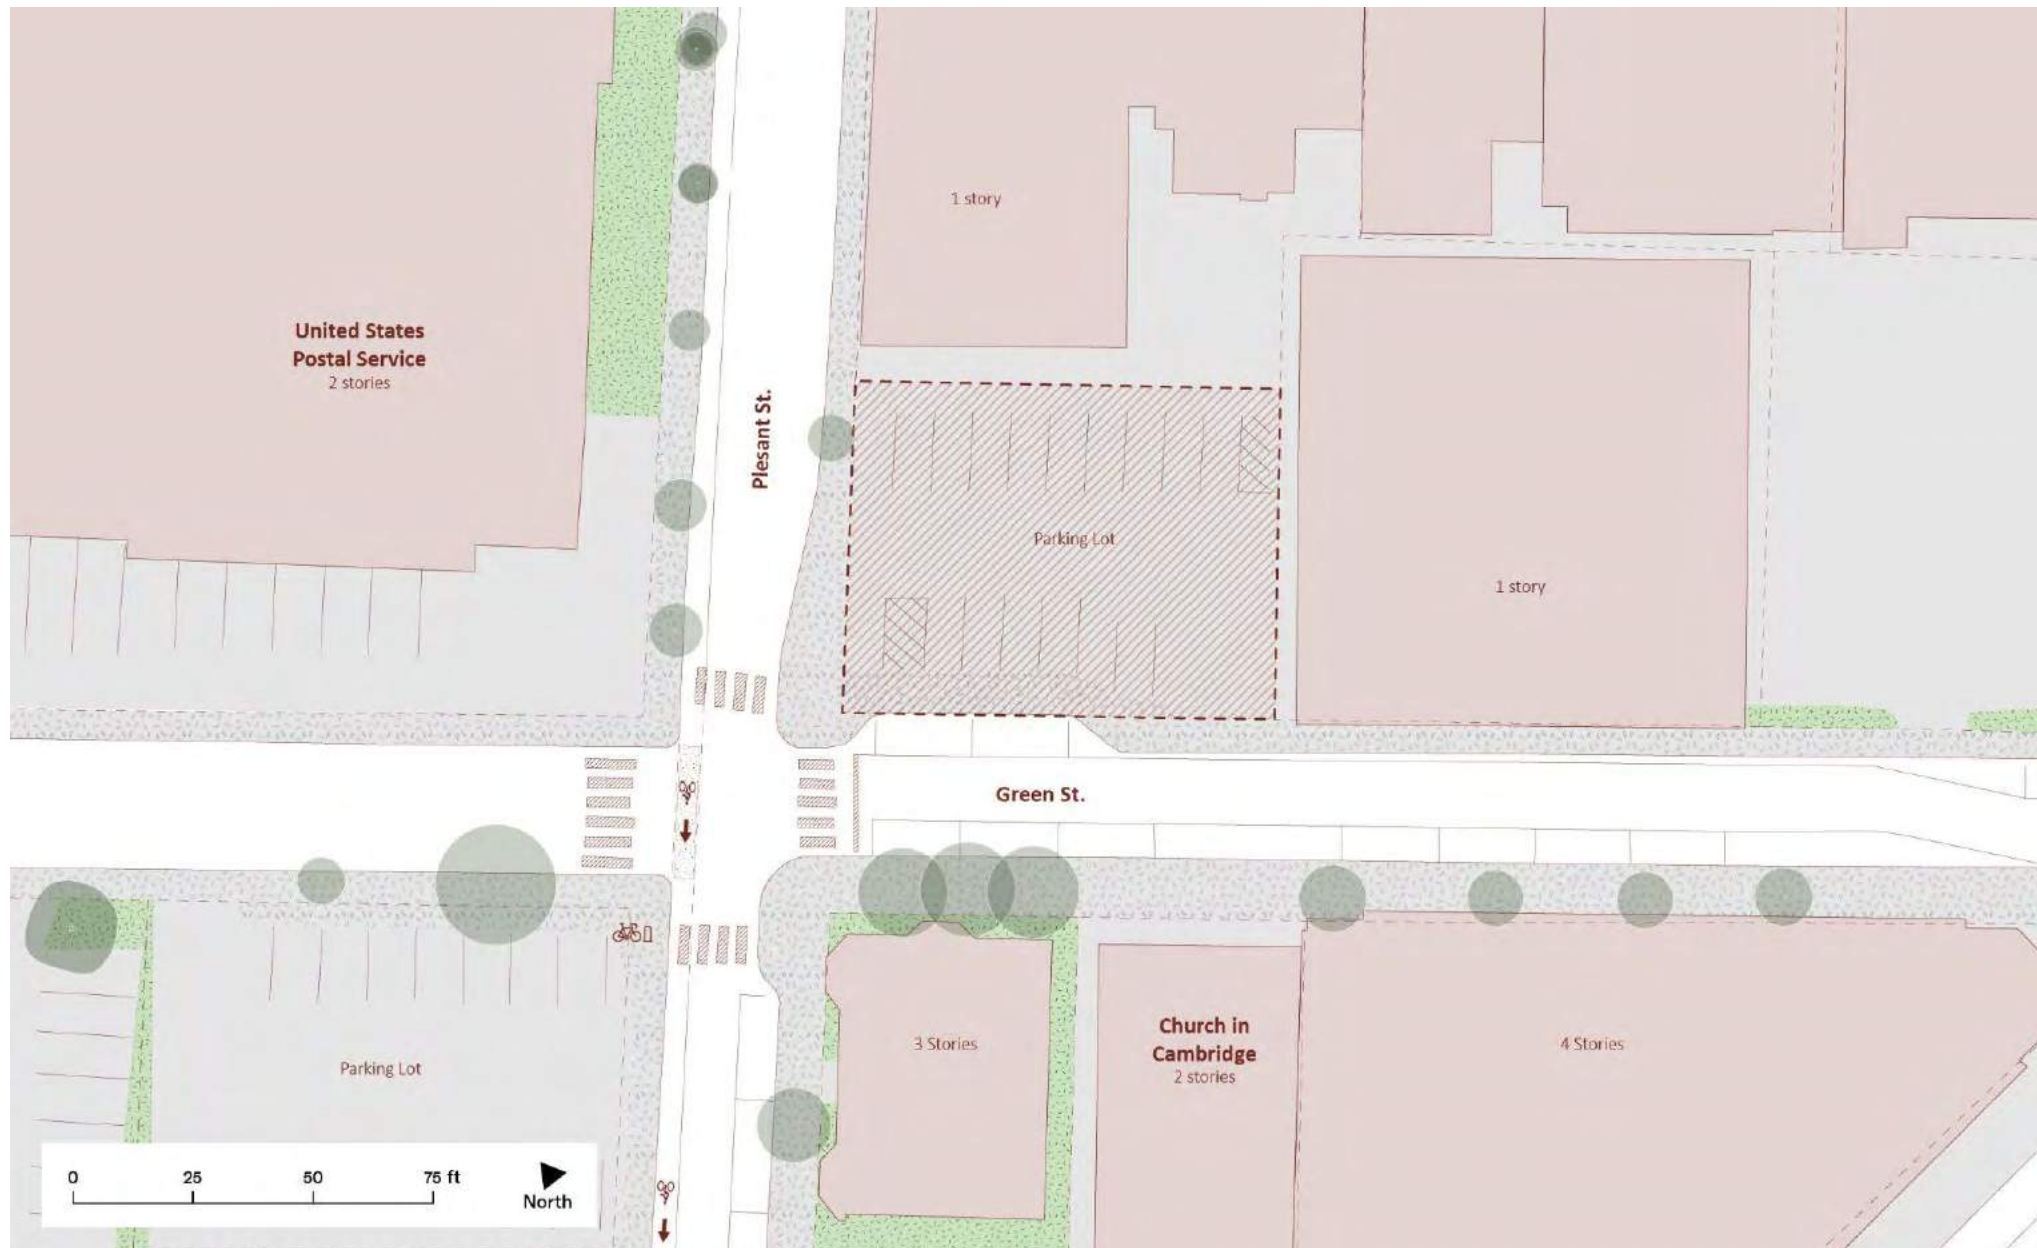 1 story
United States
Postal Service
2 stories
Plesant St.
Parking Lot
1 story
Green St.
Church in
Cambridge
2 stories
3 Stories
4 Stories
Parking Lot
0 25 50 75 ft
North